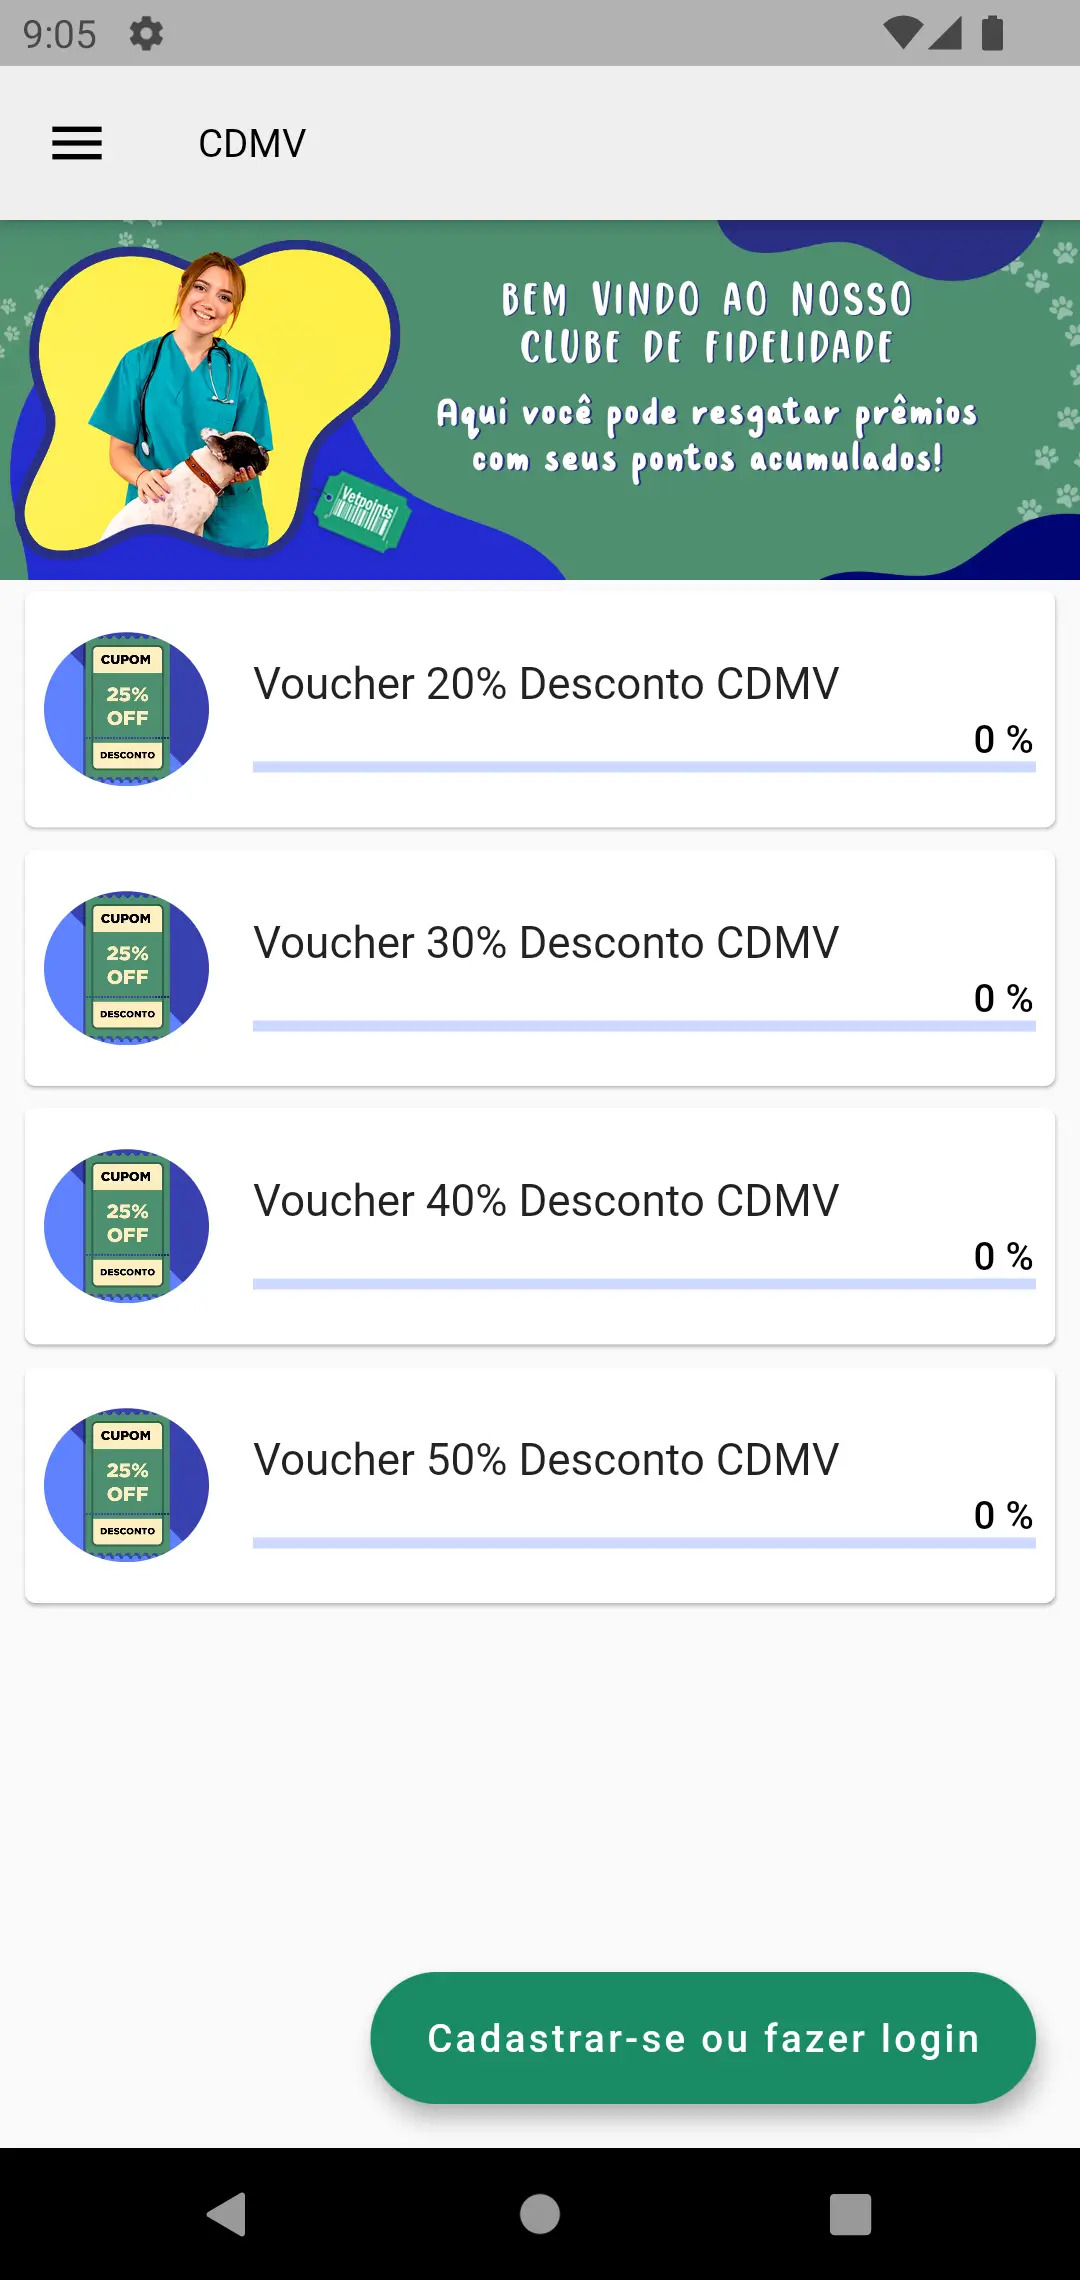 9:05
CDMV
BEM VINDO AO NOSSO
CLUBE DE FIDELIDADE
Aqui você pode resgatar prêmios
com seus pontos acumulados!
Vetpoints
CUPOM
25%
OFF
DESCONTO
Voucher 20% Desconto CDMV
0 %
CUPOM
25%
OFF
DESCONTO
Voucher 30% Desconto CDMV
0 %
CUPOM
25%
OFF
DESCONTO
Voucher 40% Desconto CDMV
0 %
CUPOM
25%
OFF
DESCONTO
Voucher 50% Desconto CDMV
0 %
Cadastrar-se ou fazer login